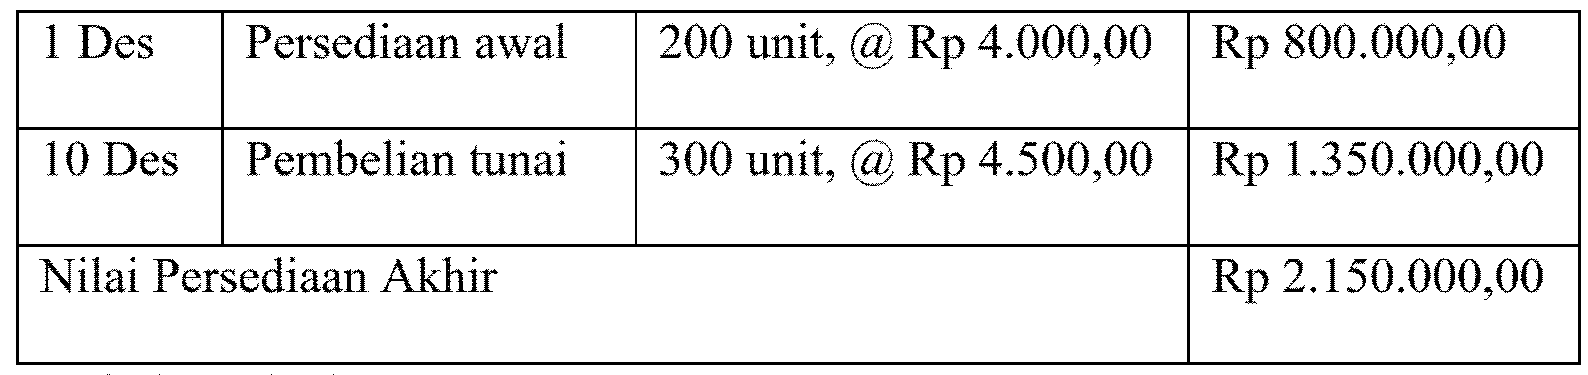 1 Des Persediaan awal 200 unit, @ Rp 4.000,00 Rp 800.000,00
10 Des Pembelian tunai 300 unit, @ Rp 4.500,00 Rp 1.350.000,00
Nilai Persediaan Akhir Rp 2.150.000,00